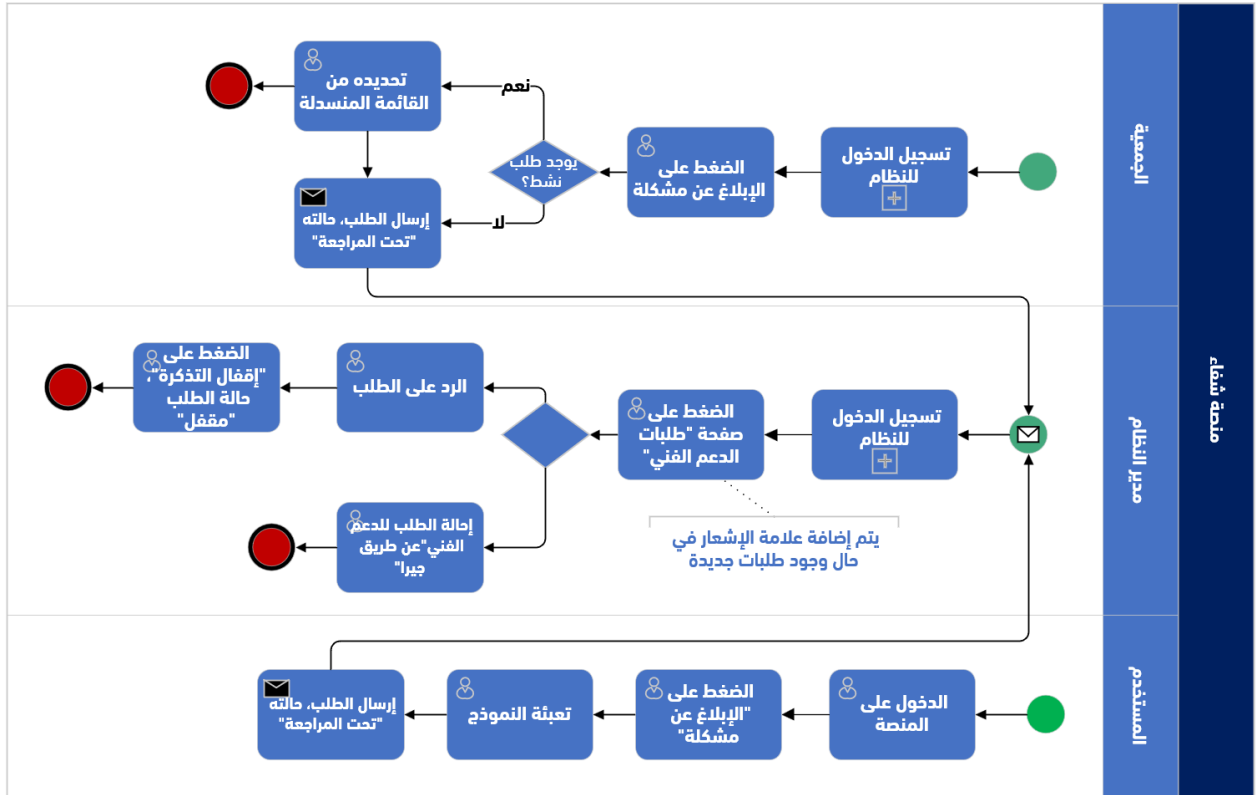 منصة شفاء
الجمعية
تسجيل الدخول
للنظام
الضغط على
الإبلاغ عن مشكلة
يوجد طلب
نشط؟
نعم
لا
تحديده من
القائمة المنسدلة
إرسال الطلب، حالته
"تحت المراجعة"
مدير النظام
تسجيل الدخول
للنظام
الضغط على
صفحة "طلبات
الدعم الفني"
يتم إضافة علامة الإشعار في
حال وجود طلبات جديدة
الرد على الطلب
الضغط على
"إقفال التذكرة"،
حالة الطلب
"مقفل"
إحالة الطلب للدعم
الفني"عن طريق
جيرا"
المستخدم
الدخول على
المنصة
الضغط على
"الإبلاغ عن
مشكلة"
تعبئة النموذج
إرسال الطلب، حالته
"تحت المراجعة"